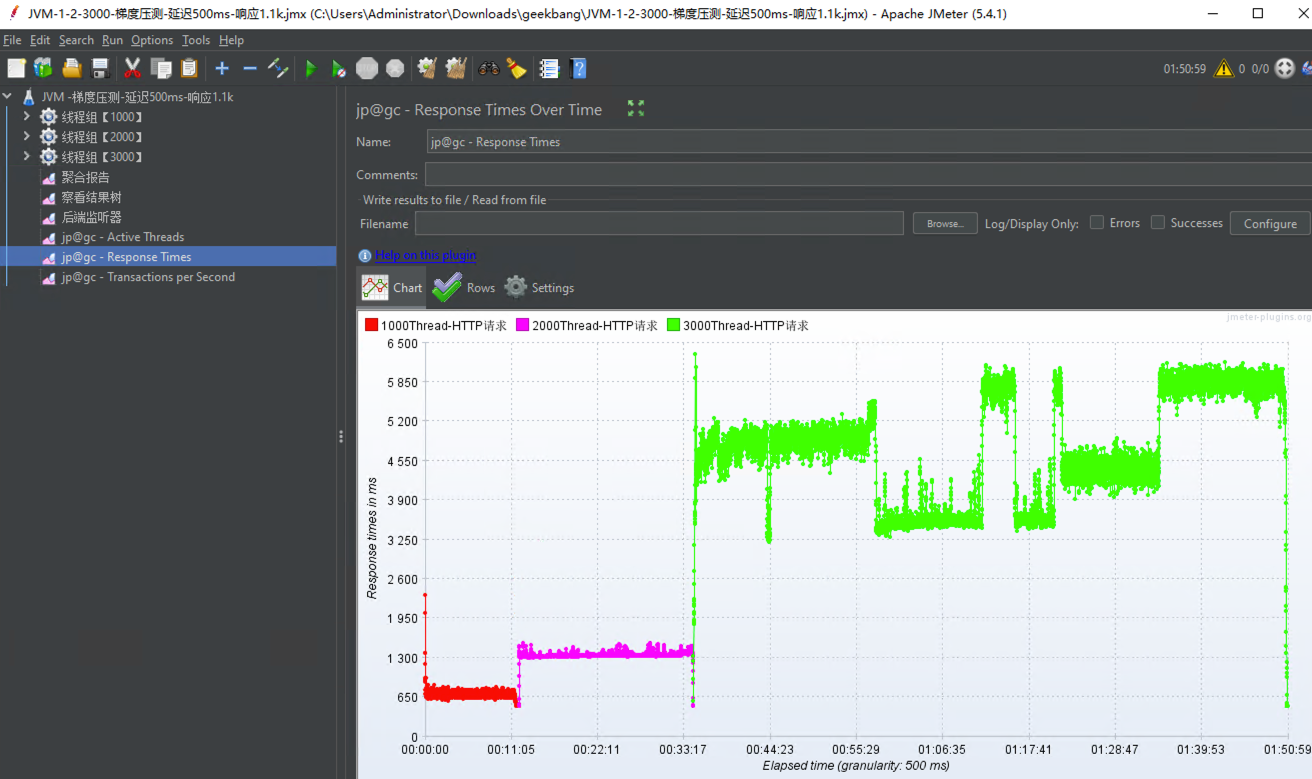 JVM-1-2-3000-梯度压测-延迟500ms-响应1.1k.jmx (C:\Users\Administrator\Downloads\geekbang\JVM-1-2-3000-梯度压测-延迟500ms-响应1.1k.jmx) - Apache JMeter (5.4.1)
File Edit Search Run Options Tools Help
01:50:59 0 0/0
JVM -梯度压测-延迟500ms-响应1.1k
线程组【1000】
线程组【2000】
线程组【3000】
聚合报告
察看结果树
后端监听器
jp@gc - Active Threads
jp@gc - Response Times
jp@gc - Transactions per Second
jp@gc - Response Times Over Time
Name: jp@gc - Response Times
Comments:
Write results to file / Read from file
Filename Browse... Log/Display Only: Errors Successes Configure
Help on this plugin
Chart Rows Settings
jmeter-plugins.org
1000Thread-HTTP请求 2000Thread-HTTP请求 3000Thread-HTTP请求
6 500
5 850
5 200
4 550
3 900
3 250
2 600
1 950
1 300
650
0
Response times in ms
00:00:00 00:11:05 00:22:11 00:33:17 00:44:23 00:55:29 01:06:35 01:17:41 01:28:47 01:39:53 01:50:59
Elapsed time (granularity: 500 ms)